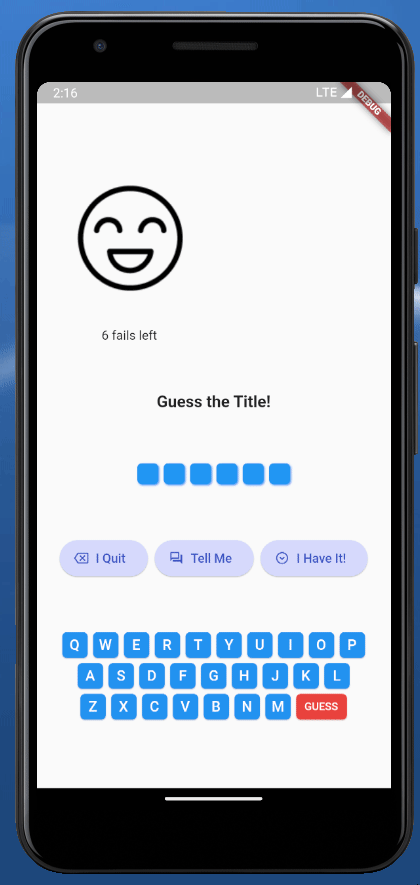 2:16 LTE
DEBUG
6 fails left
Guess the Title!
I Quit Tell Me I Have It!
Q W E R T Y U I O P
A S D F G H J K L
Z X C V B N M GUESS